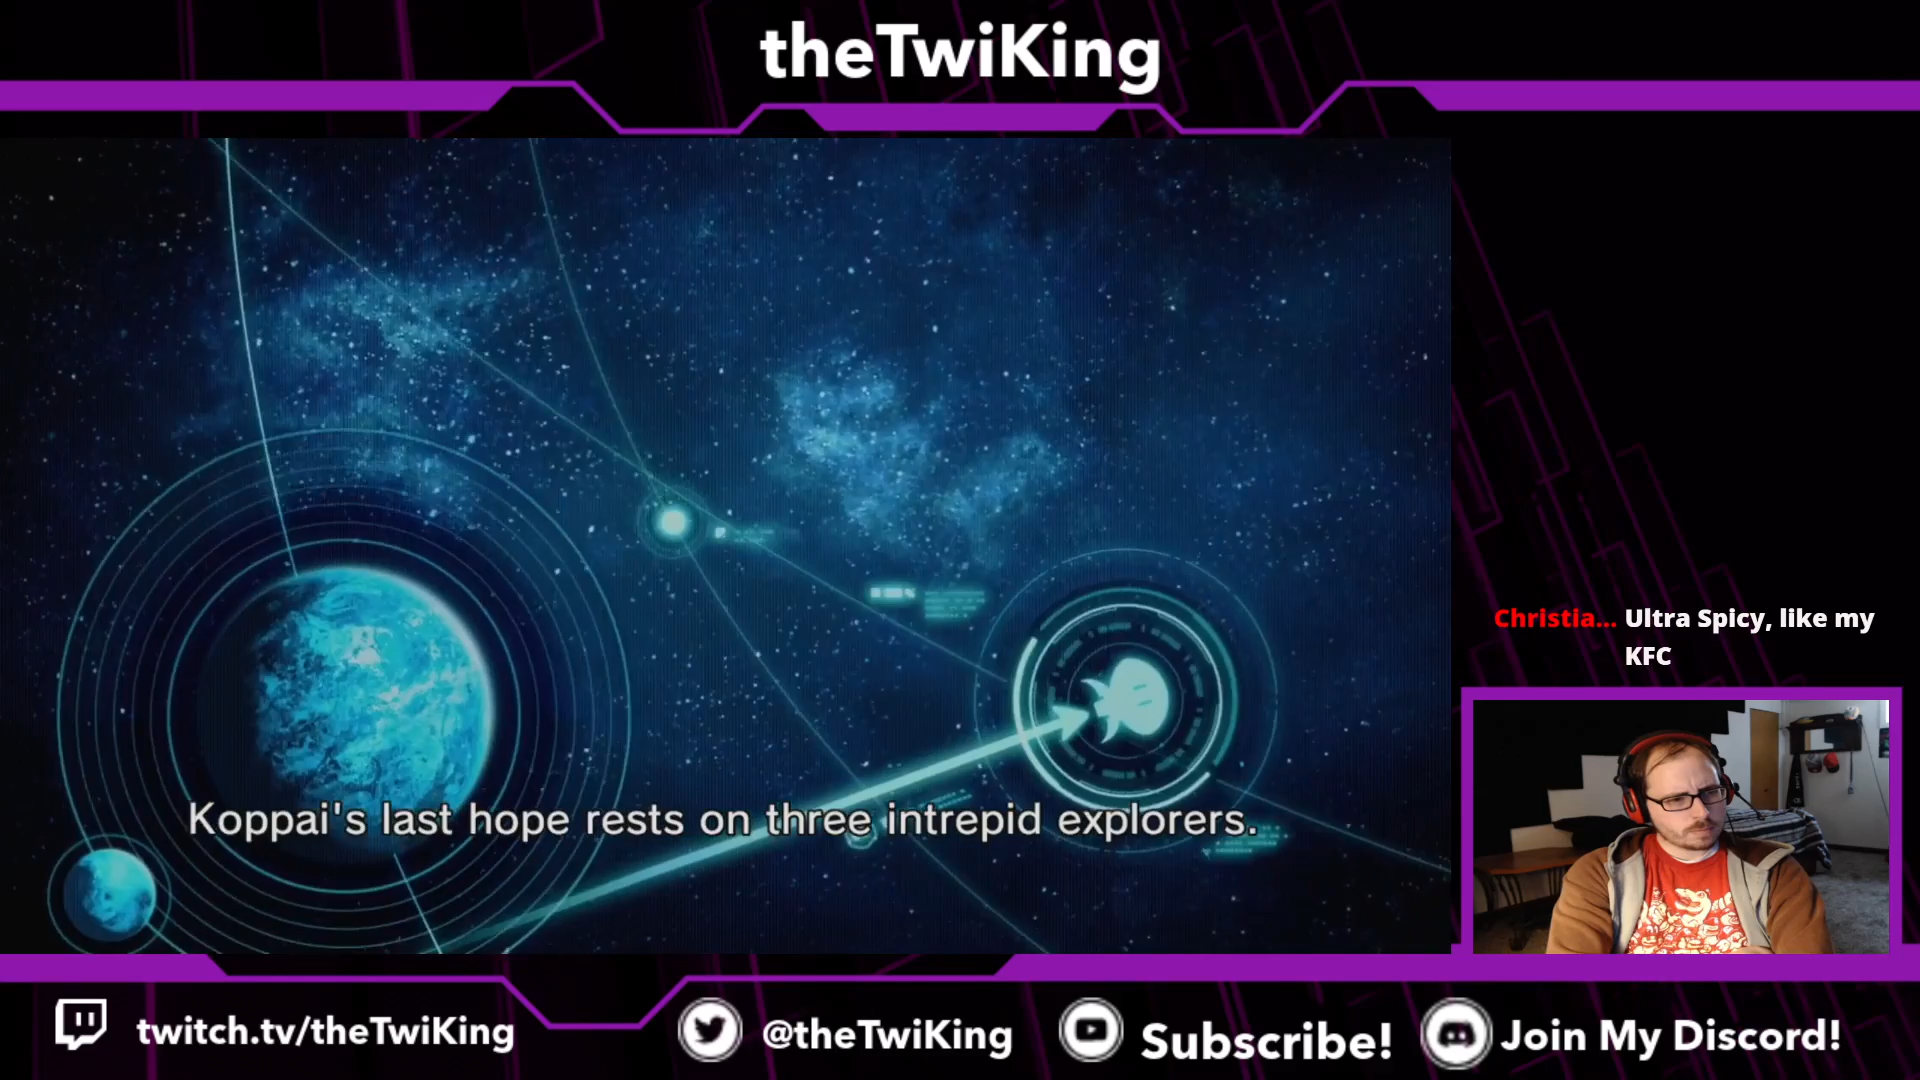 theTwiKing
Koppai's last hope rests on three intrepid explorers.
Christia... Ultra Spicy, like my
KFC
twitch.tv/theTwiKing
@theTwiKing
Subscribe!
Join My Discord!